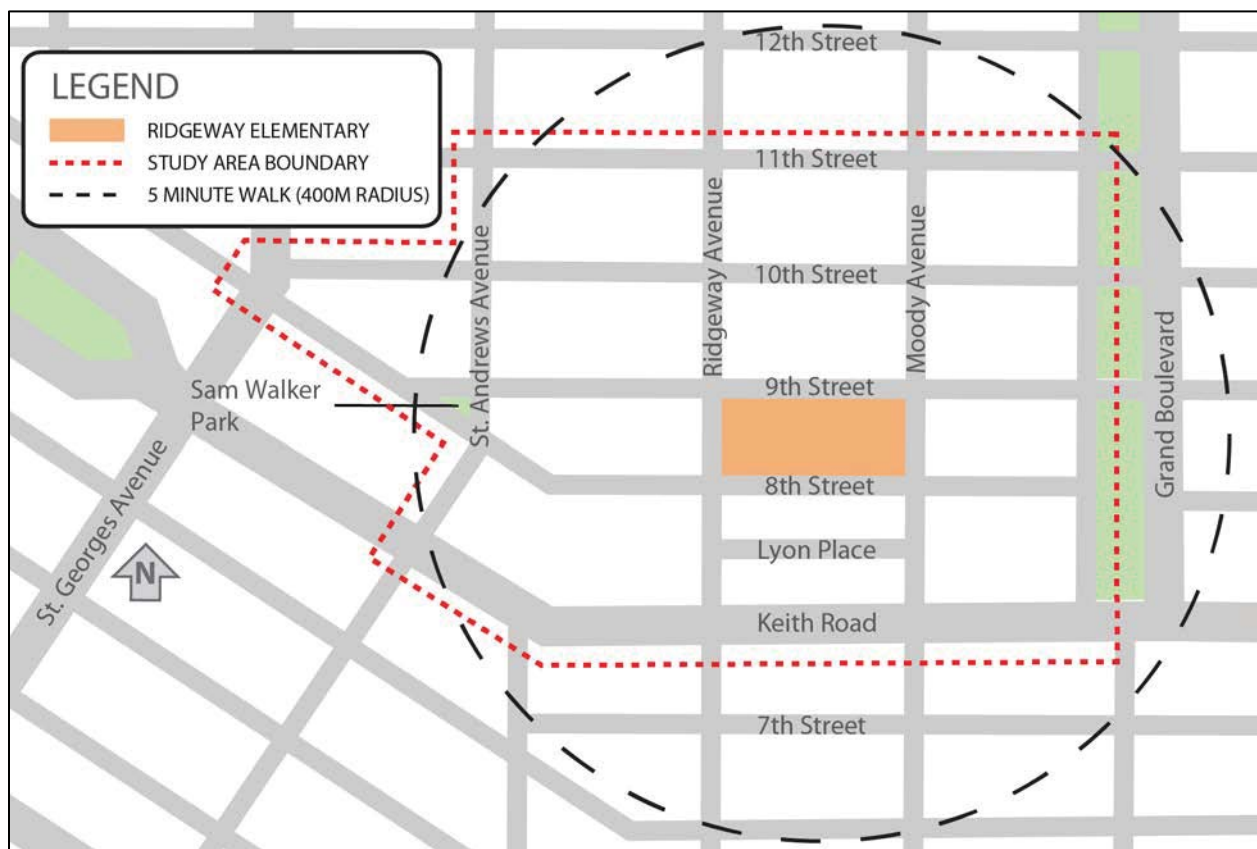 LEGEND
RIDGEWAY ELEMENTARY
STUDY AREA BOUNDARY
5 MINUTE WALK (400M RADIUS)
12th Street
11th Street
10th Street
9th Street
8th Street
Lyon Place
Keith Road
7th Street
Sam Walker
Park
St. Georges Avenue
St. Andrews Avenue
Ridgeway Avenue
Moody Avenue
Grand Boulevard
N